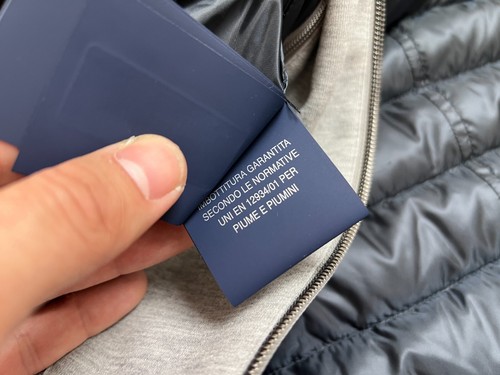 IMBOTTITURA GARANTITA
SECONDO LE NORMATIVE
UNI EN 12934/01 PER
PIUME E PIUMINI